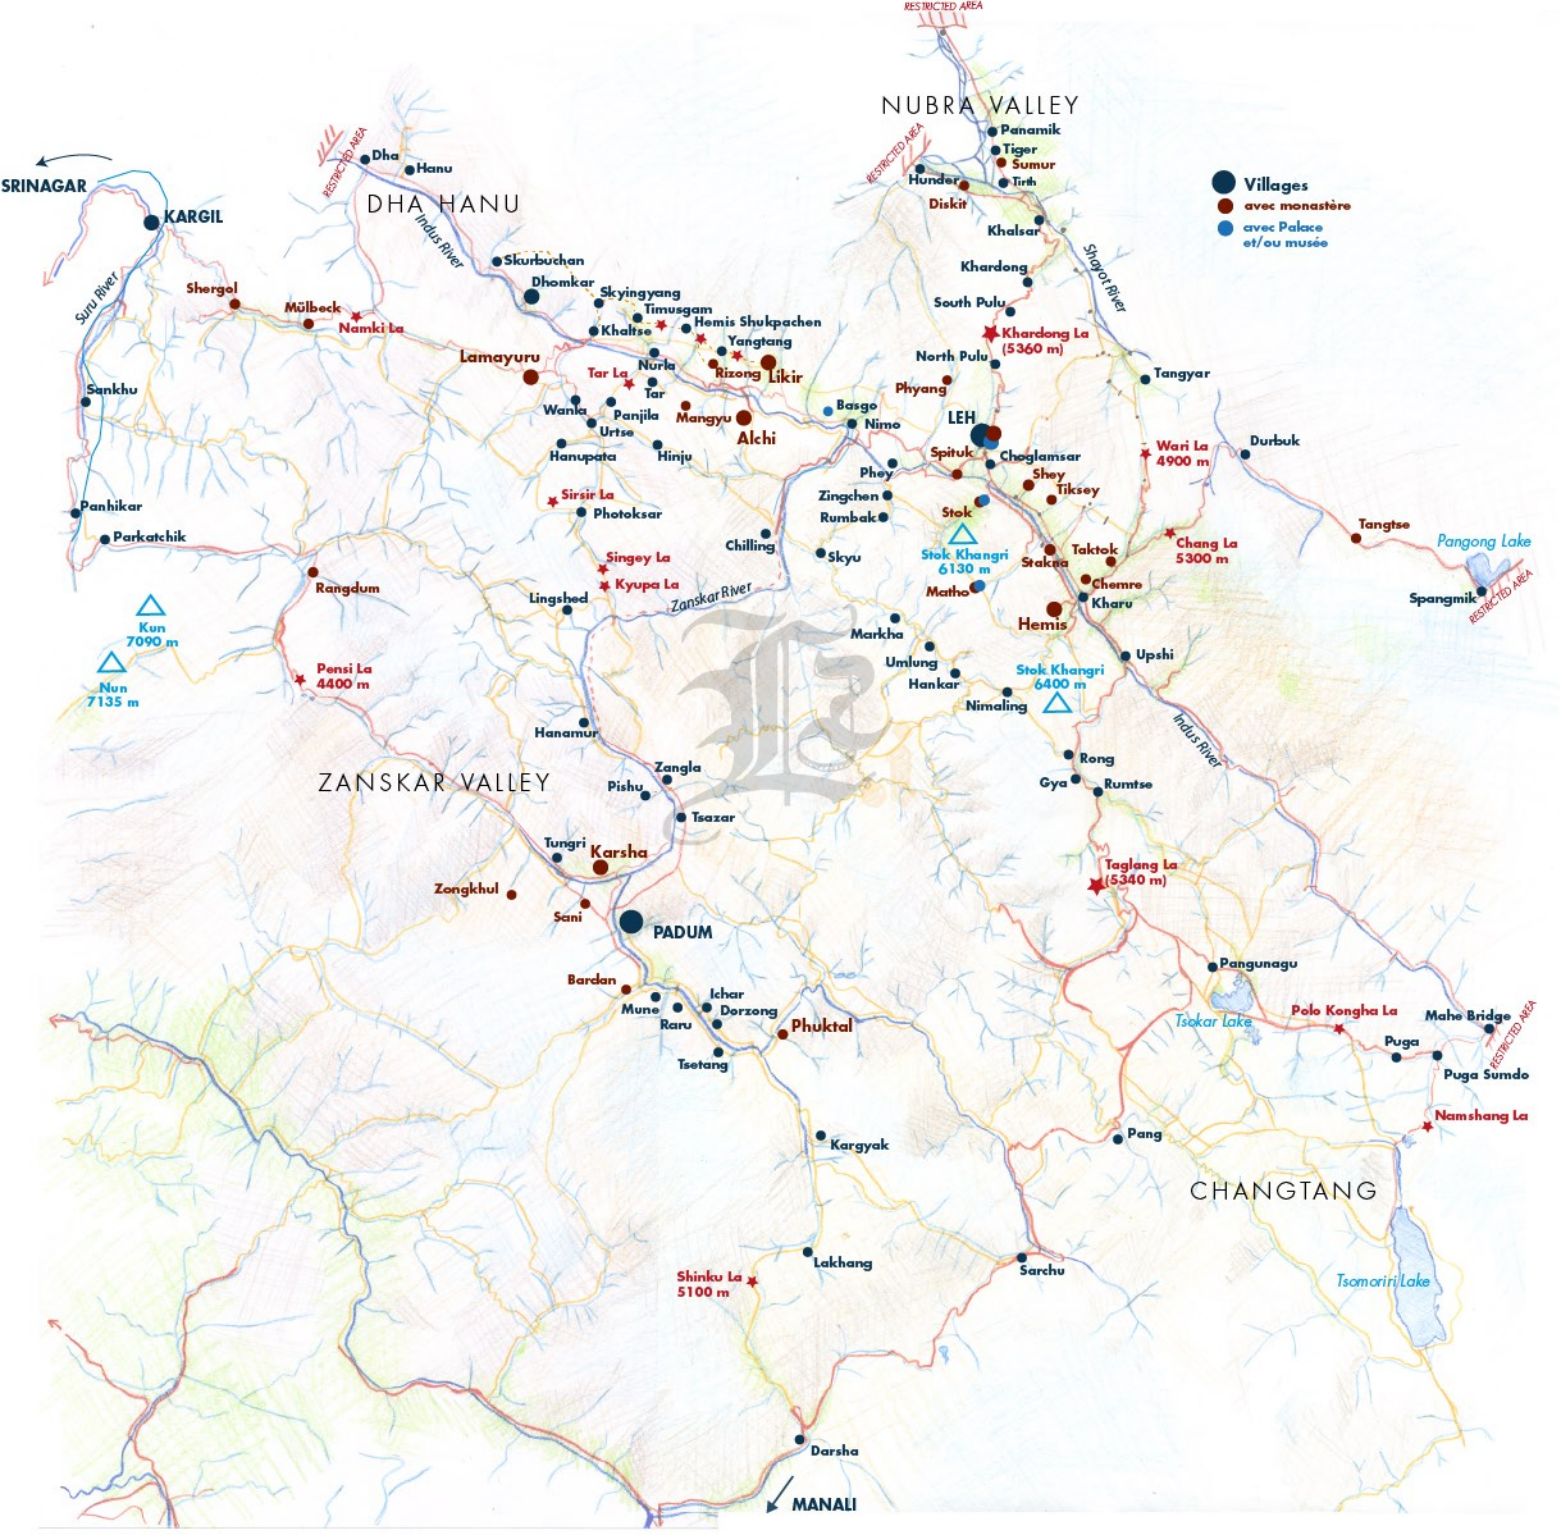 RESTRICTED AREA
NUBRA VALLEY
Panamik
Tiger
Sumur
Tirth
RESTRICTED AREA
Hunder
Diskit
Khalsar
Shayot River
Khardong
South Pulu
Khardong La
(5360 m)
North Pulu
Phyang
Tangyar
Villages
avec monastère
avec Palace
et/ou musée
SRINAGAR
KARGIL
Suru River
RESTRICTED AREA
Dha
Hanu
DHA HANU
Indus River
Shergol
Mülbeck
Namki La
Skurbuchan
Dhomkar
Skyingyang
Timusgam
Hemis Shukpachen
Khaltse
Yangtang
Lamayuru
Nurla
Rizong
Likir
Tar La
Tar
Wanla
Panjila
Mangyu
Alchi
Urtse
Hanupata
Hinju
Basgo
Nimo
LEH
Spituk
Choglamsar
Phey
Shey
Tiksey
Zingchen
Rumbak
Stok
Wari La
4900 m
Durbuk
Sankhu
Panhikar
Parkatchik
Rangdum
Kun
7090 m
Nun
7135 m
Pensi La
4400 m
Sirsir La
Photoksar
Singey La
Kyupa La
Lingshed
Chilling
Skyu
Zanskar River
Stok Khangri
6130 m
Stakna
Taktok
Chang La
5300 m
Tangtse
Pangong Lake
Spangmik
RESTRICTED AREA
Matho
Chemre
Kharu
Hemis
Markha
Umlung
Hankar
Nimaling
Stok Khangri
6400 m
Upshi
Indus River
Hanamur
ZANSKAR VALLEY
Zangla
Pishu
Tsazar
Rong
Gya
Rumtse
Tungri
Karsha
Zongkhul
Sani
PADUM
Taglang La
(5340 m)
Bardan
Mune
Raru
Ichar
Dorzong
Phuktal
Tsetang
Pangunagu
Tsokar Lake
Polo Kongha La
Mahe Bridge
RESTRICTED AREA
Puga
Puga Sumdo
Namshang La
Kargyak
Pang
CHANGTANG
Lakhang
Shinku La
5100 m
Sarchu
Tsomoriri Lake
Darsha
MANALI